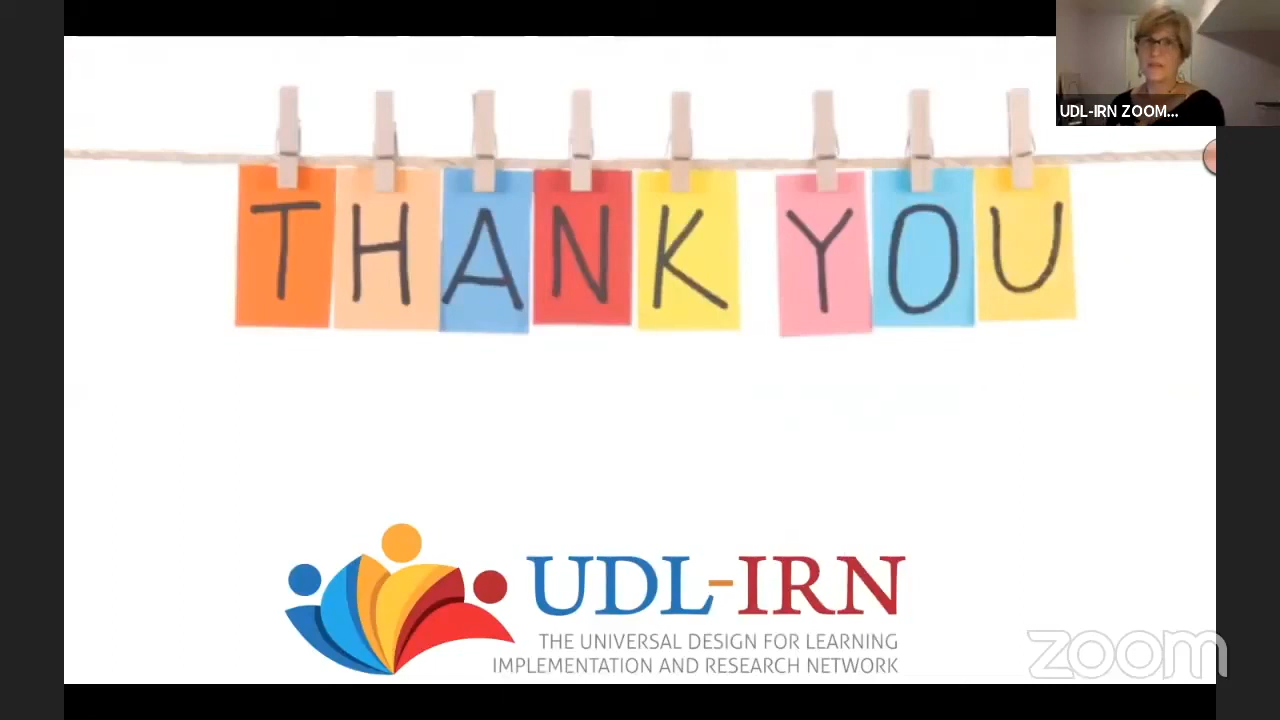 UDL-IRN ZOOM...
THANK YOU
UDL-IRN
THE UNIVERSAL DESIGN FOR LEARNING
IMPLEMENTATION AND RESEARCH NETWORK
zoom